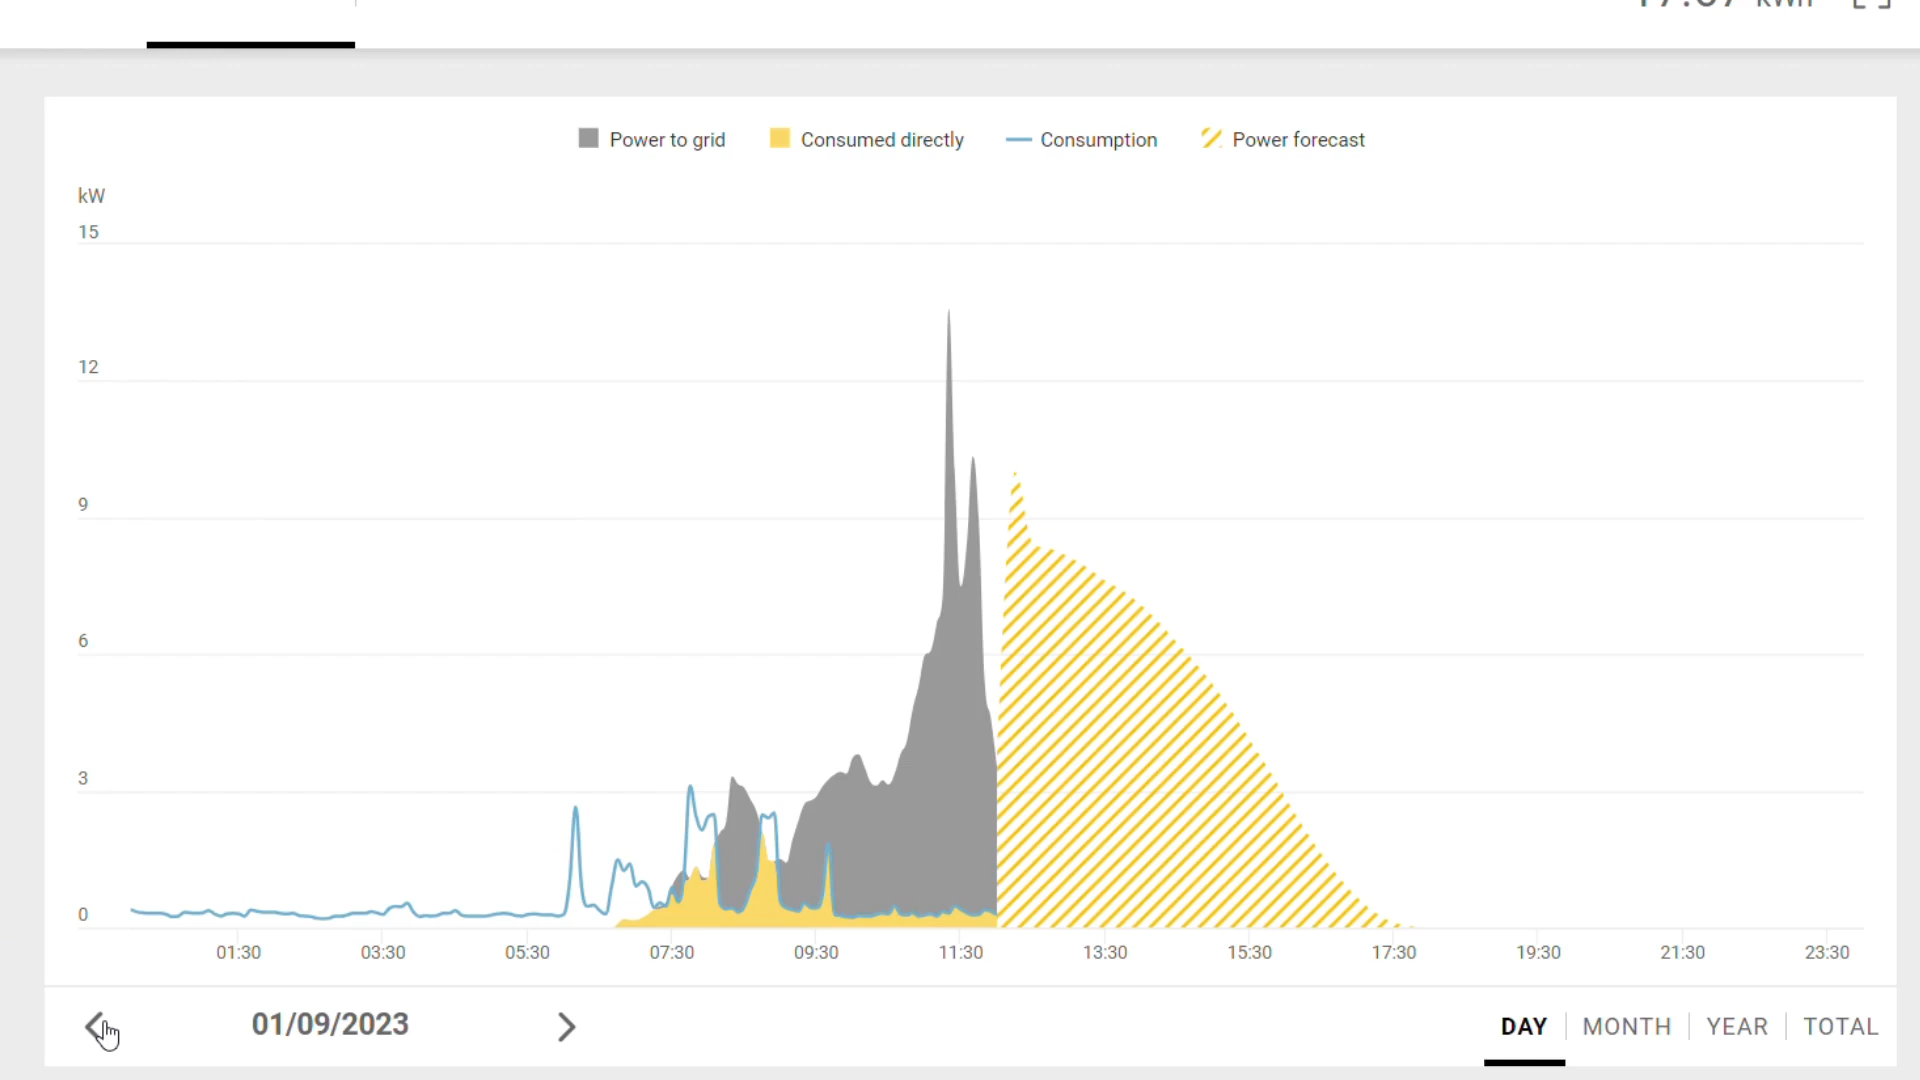 Power to grid Consumed directly Consumption Power forecast
kW
15
12
9
6
3
0
01:30 03:30 05:30 07:30 09:30 11:30 13:30 15:30 17:30 19:30 21:30 23:30
01/09/2023 DAY MONTH YEAR TOTAL